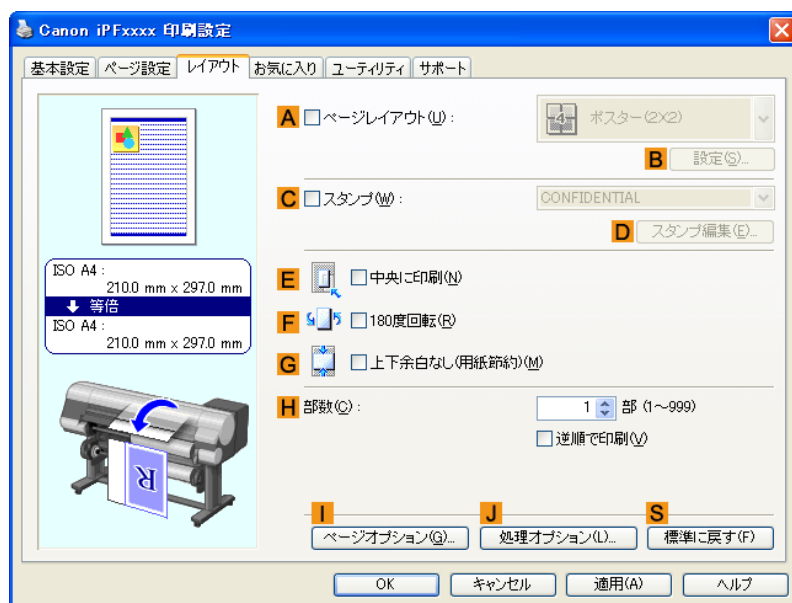 Canon iPFxxxx 印刷設定
基本設定 ページ設定 レイアウト お気に入り ユーティリティ サポート
A ページレイアウト(U): 4 ポスター(2X2)
B 設定(S)...
C スタンプ(W): CONFIDENTIAL
D スタンプ編集(E)...
ISO A4 :
210.0 mm x 297.0 mm
等倍
ISO A4 :
210.0 mm x 297.0 mm
E 中央に印刷(N)
F 180度回転(R)
G 上下余白なし(用紙節約)(M)
H 部数(C): 1 部 (1～999)
逆順で印刷(V)
R
I ページオプション(G)...
J 処理オプション(L)...
S 標準に戻す(F)
OK キャンセル 適用(A) ヘルプ